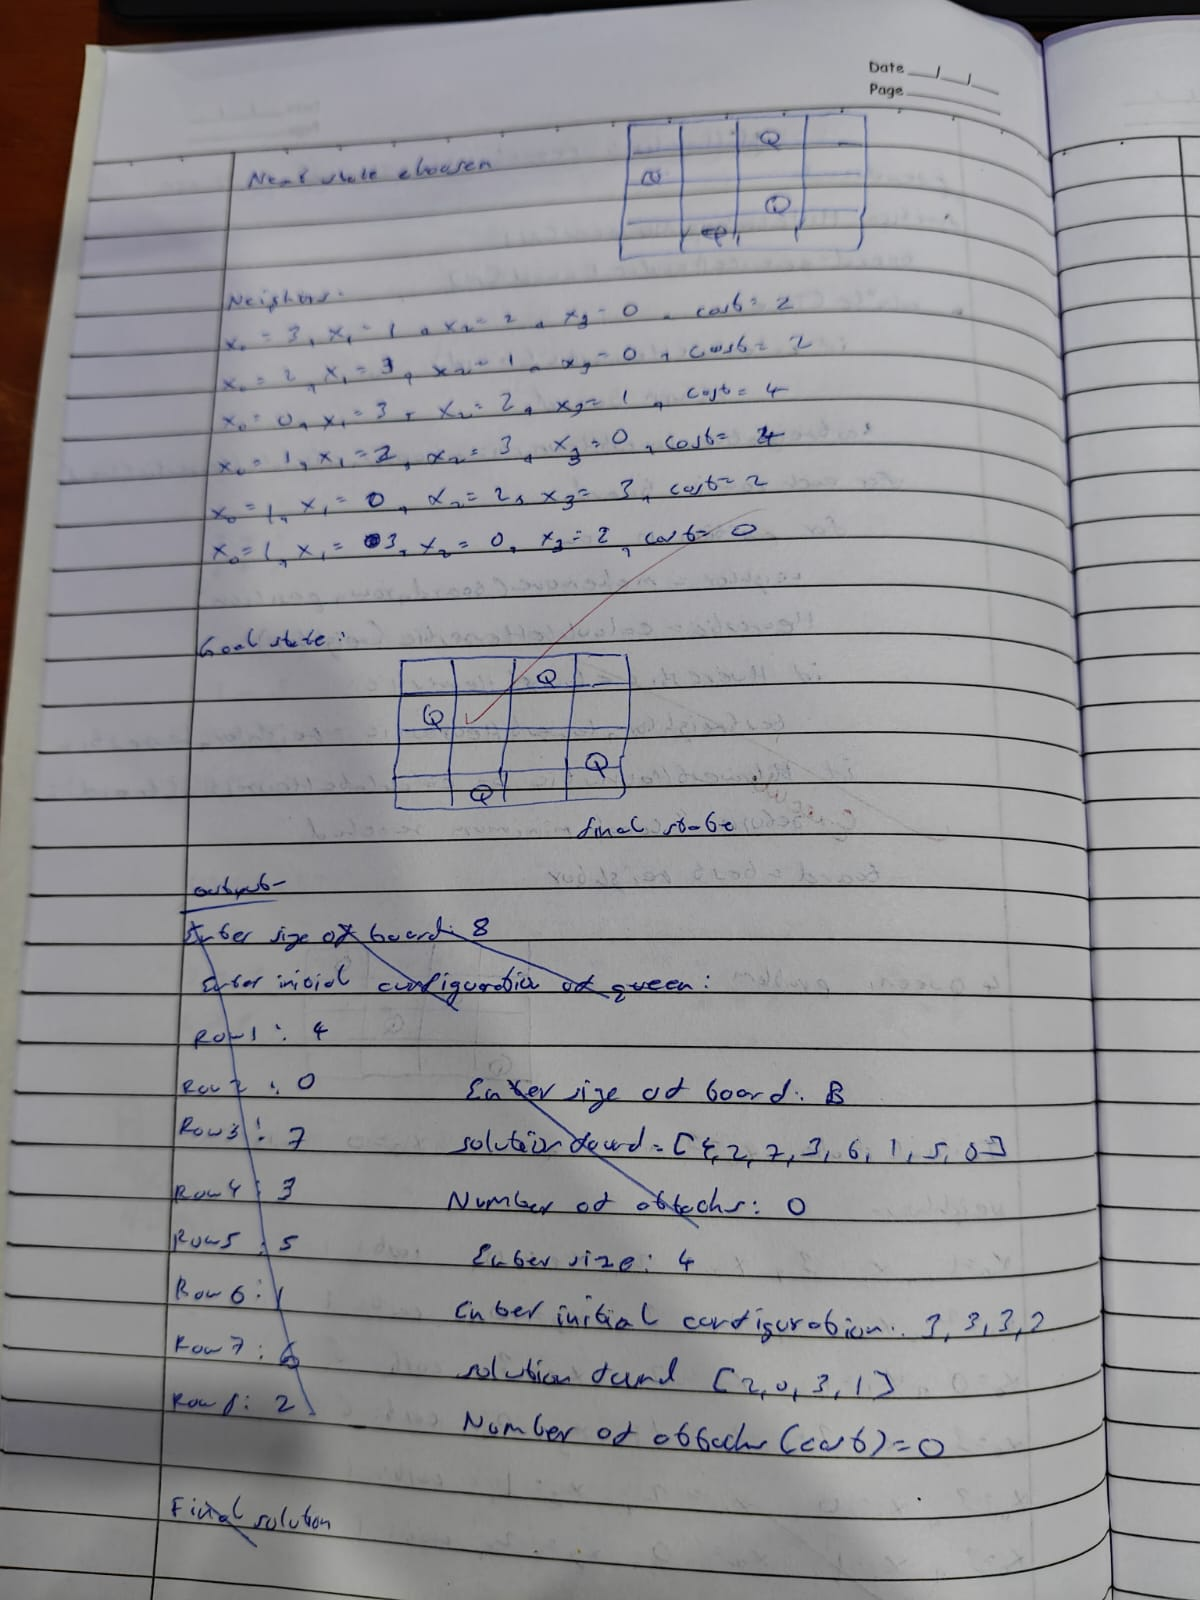 Date __/__/__
Page
Next state choosen
Q
Q
Q
Neighbors:
x₀ = 3, x₁ = 1, x₂ = 2, x₃ = 0, cost = 2
x₀ = 2, x₁ = 3, x₂ = 1, x₃ = 0, cost = 2
x₀ = 0, x₁ = 3, x₂ = 2, x₃ = 1, cost = 4
x₀ = 1, x₁ = 2, x₂ = 3, x₃ = 0, cost = 4
x₀ = 1, x₁ = 0, x₂ = 2, x₃ = 3, cost = 2
x₀ = 1, x₁ = 3, x₂ = 0, x₃ = 2, cost = 0
Goal state:
Q
Q
Q
Q
final state
output-
Enter size of board: 8
Enter initial configuration of queen:
Row 1: 4
Row 2: 0
Enter size of board: 8
Row 3: 7
solution found = [4, 2, 7, 3, 6, 1, 5, 0]
Row 4: 3
Number of attacks: 0
Row 5: 5
Enter size: 4
Row 6: 1
Enter initial configuration: 3, 3, 3, 2
Row 7: 6
solution found [2, 0, 3, 1]
Row 8: 2
Number of attacks (cost) = 0
Final solution